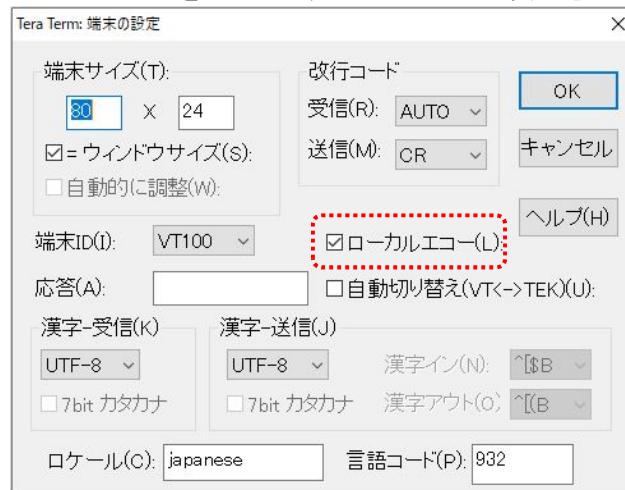 Tera Term: 端末の設定
端末サイズ(T):
80 X 24
☑= ウィンドウサイズ(S):
□自動的に調整(W):
改行コード
受信(R): AUTO
送信(M): CR
OK
キャンセル
ヘルプ(H)
端末ID(I): VT100
☑ローカルエコー(L):
応答(A):
□自動切り替え(VT<->TEK)(U):
漢字-受信(K)
UTF-8
□7bit カタカナ
漢字-送信(J)
UTF-8
□7bit カタカナ
漢字イン(N): ^[$B
漢字アウト(O) ^[(B
ロケール(C): japanese
言語コード(P): 932